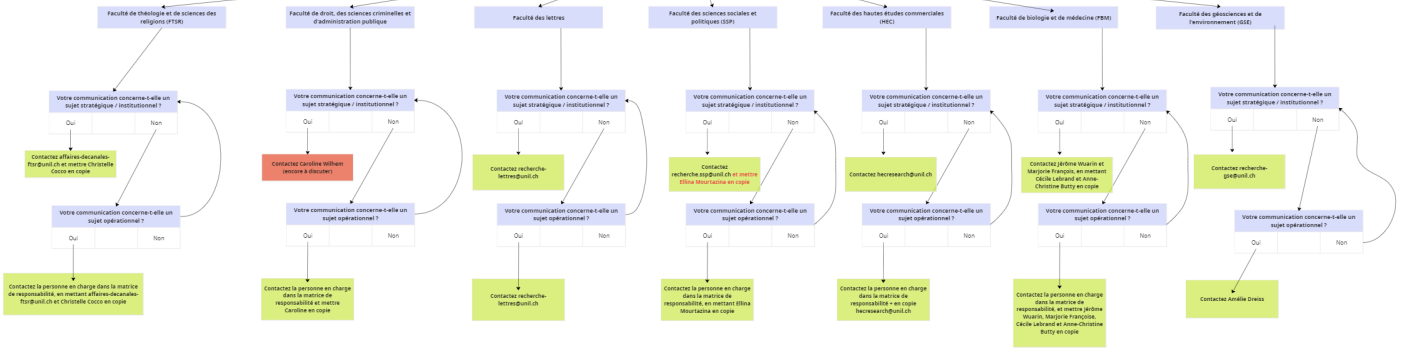 Faculté de théologie et de sciences des
religions (FTSR)
Votre communication concerne-t-elle un
sujet stratégique / institutionnel ?
Oui
Non
Contactez affaires-decanales-
ftsr@unil.ch et mettre Christelle
Cocco en copie
Votre communication concerne-t-elle un
sujet opérationnel ?
Oui
Non
Contactez la personne en charge dans la matrice
de responsabilité, en mettant affaires-decanales-
ftsr@unil.ch et Christelle Cocco en copie
Faculté de droit, des sciences criminelles et
d'administration publique
Votre communication concerne-t-elle un
sujet stratégique / institutionnel ?
Oui
Non
Contactez Caroline Wilhem
(encore à discuter)
Votre communication concerne-t-elle un
sujet opérationnel ?
Oui
Non
Contactez la personne en charge
dans la matrice de
responsabilité et mettre
Caroline en copie
Faculté des lettres
Votre communication concerne-t-elle un
sujet stratégique / institutionnel ?
Oui
Non
Contactez recherche-
lettres@unil.ch
Votre communication concerne-t-elle un
sujet opérationnel ?
Oui
Non
Contactez recherche-
lettres@unil.ch
Faculté des sciences sociales et
politiques (SSP)
Votre communication concerne-t-elle un
sujet stratégique / institutionnel ?
Oui
Non
Contactez
recherche.ssp@unil.ch et mettre
Ellina Mourtazina en copie
Votre communication concerne-t-elle un
sujet opérationnel ?
Oui
Non
Contactez la personne en charge
dans la matrice de
responsabilité, en mettant Ellina
Mourtazina en copie
Faculté des hautes études commerciales
(HEC)
Votre communication concerne-t-elle un
sujet stratégique / institutionnel ?
Oui
Non
Contactez hecresearch@unil.ch
Votre communication concerne-t-elle un
sujet opérationnel ?
Oui
Non
Contactez la personne en charge
dans la matrice de
responsabilité + en copie
hecresearch@unil.ch
Faculté de biologie et de médecine (FBM)
Votre communication concerne-t-elle un
sujet stratégique / institutionnel ?
Oui
Non
Contactez Jérôme Wuarin et
Marjorie François, en mettant
Cécile Lebrand et Anne-
Christine Butty en copie
Votre communication concerne-t-elle un
sujet opérationnel ?
Oui
Non
Contactez la personne en charge
dans la matrice de
responsabilité, et mettre Jérôme
Wuarin, Marjorie Françoise,
Cécile Lebrand et Anne-Christine
Butty en copie
Faculté des géosciences et de
l'environnement (GSE)
Votre communication concerne-t-elle un
sujet stratégique / institutionnel ?
Oui
Non
Contactez recherche-
gse@unil.ch
Votre communication concerne-t-elle un
sujet opérationnel ?
Oui
Non
Contactez Amélie Dreiss